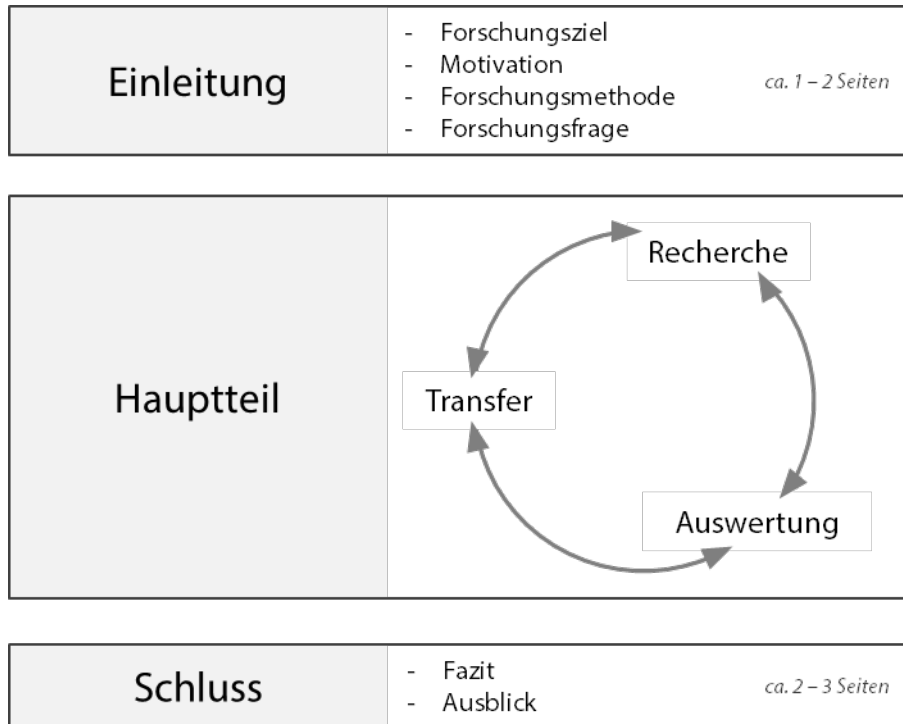 Einleitung
- Forschungsziel
- Motivation
- Forschungsmethode
- Forschungsfrage
ca. 1 – 2 Seiten
Hauptteil
Recherche
Transfer
Auswertung
Schluss
- Fazit
- Ausblick
ca. 2 – 3 Seiten